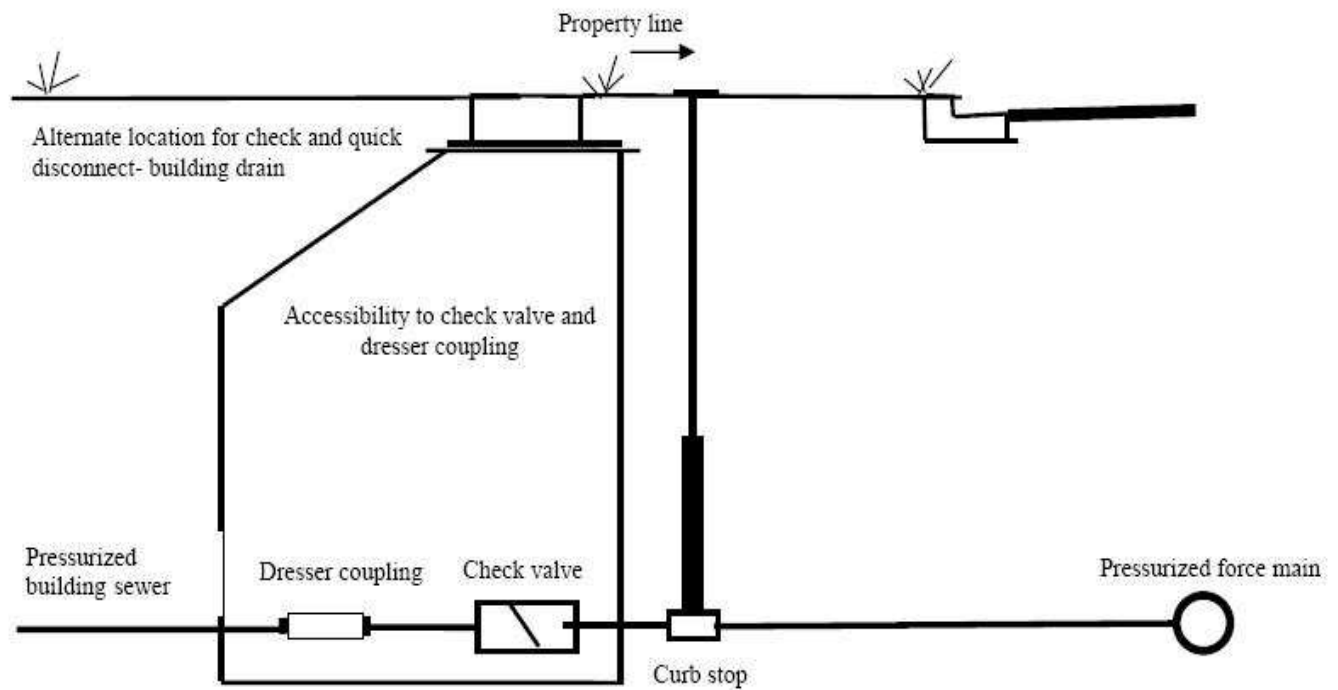 Property line
Alternate location for check and quick
disconnect- building drain
Accessibility to check valve and
dresser coupling
Pressurized
building sewer
Dresser coupling
Check valve
Pressurized force main
Curb stop